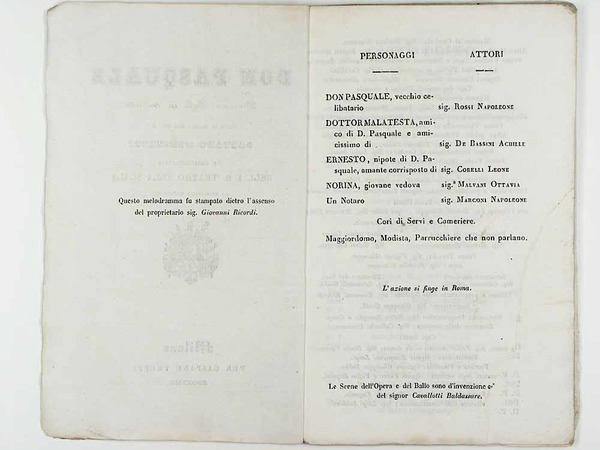 Questo melodramma fu stampato dietro l'assenso
del proprietario sig. Giovanni Ricordi.
PERSONAGGI ATTORI
DON PASQUALE, vecchio ce-
libatario sig. ROSSI NAPOLEONE
DOTTOR MALATESTA, ami-
co di D. Pasquale e ami-
cissimo di sig. DE BASSINI ACHILLE
ERNESTO, nipote di D. Pa-
squale, amante corrisposto di sig. CORELLI LEONE
NORINA, giovane vedova sig.ª MALVANI OTTAVIA
Un Notaro sig. MARCONI NAPOLEONE
Cori di Servi e Cameriere.
Maggiordomo, Modista, Parrucchiere che non parlano.
L'azione si finge in Roma.
Le Scene dell'Opera e del Ballo sono d'invenzione
del signor Cavallotti Baldassare.